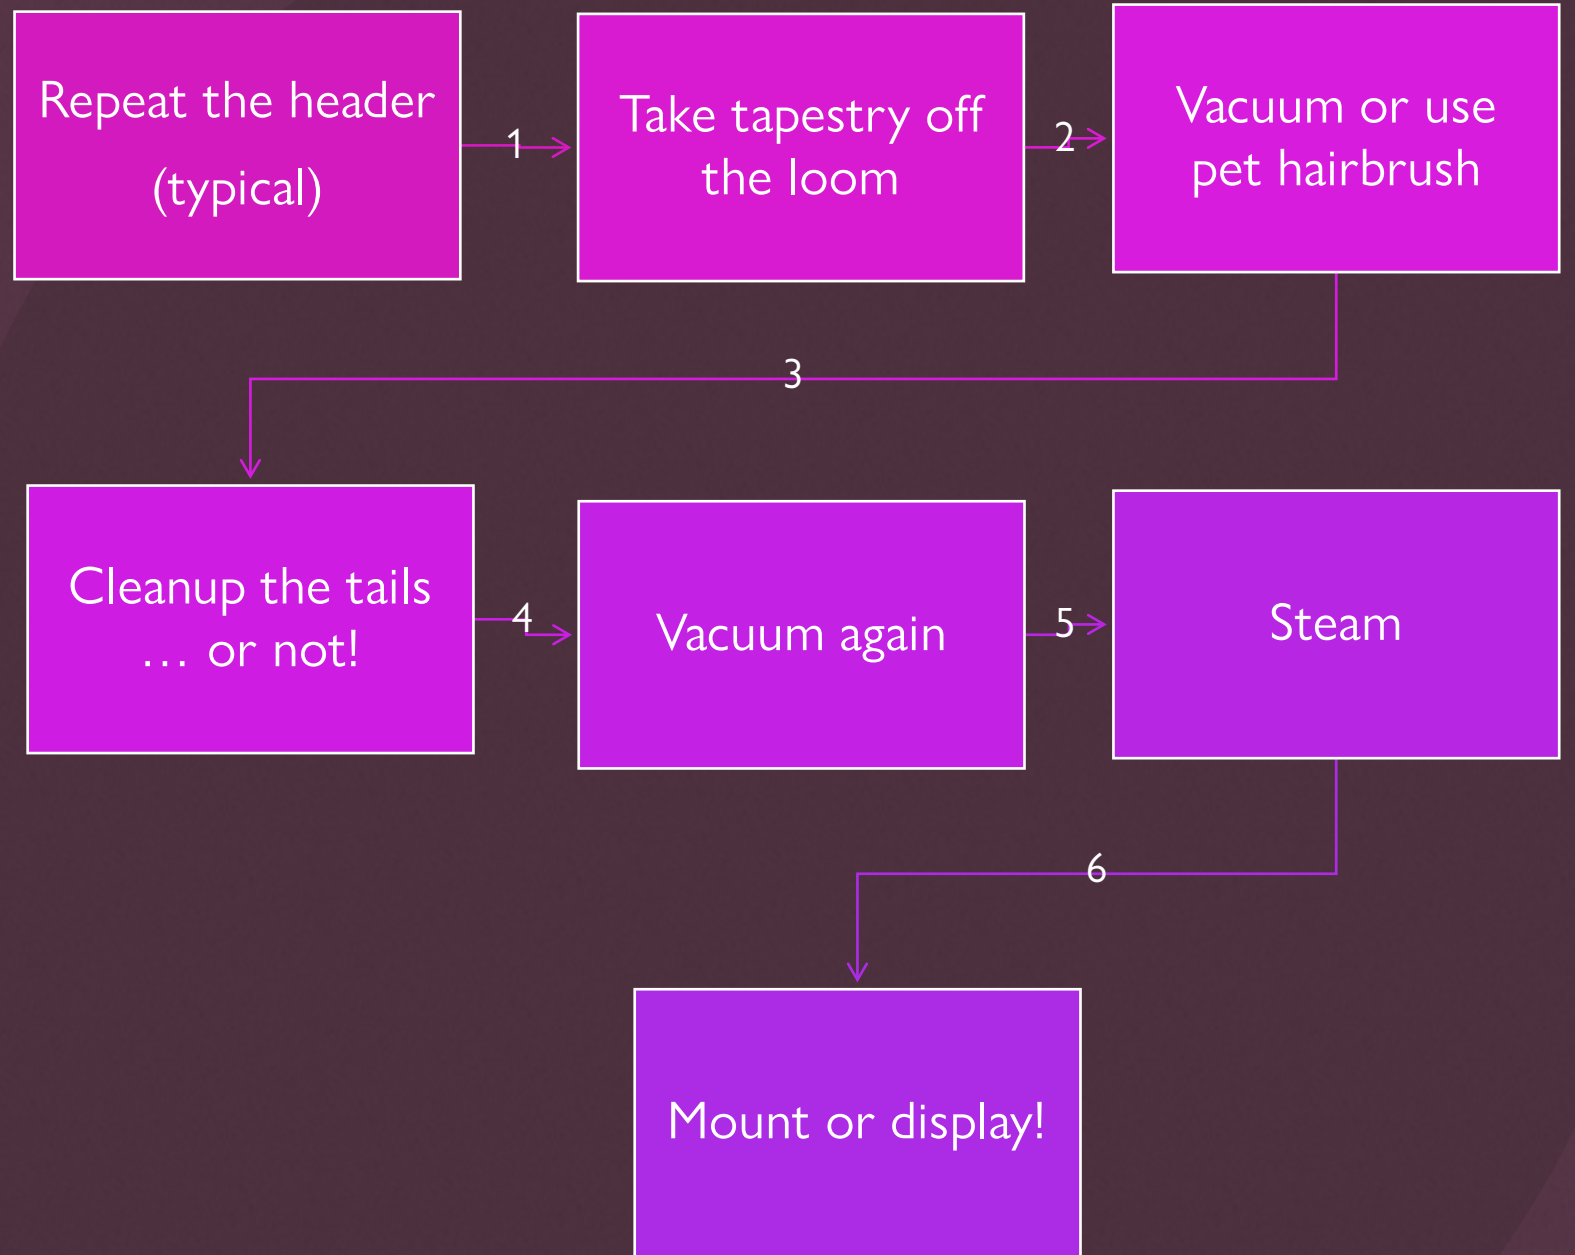 Repeat the header
(typical)
1
Take tapestry off
the loom
2
Vacuum or use
pet hairbrush
3
Cleanup the tails
… or not!
4
Vacuum again
5
Steam
6
Mount or display!